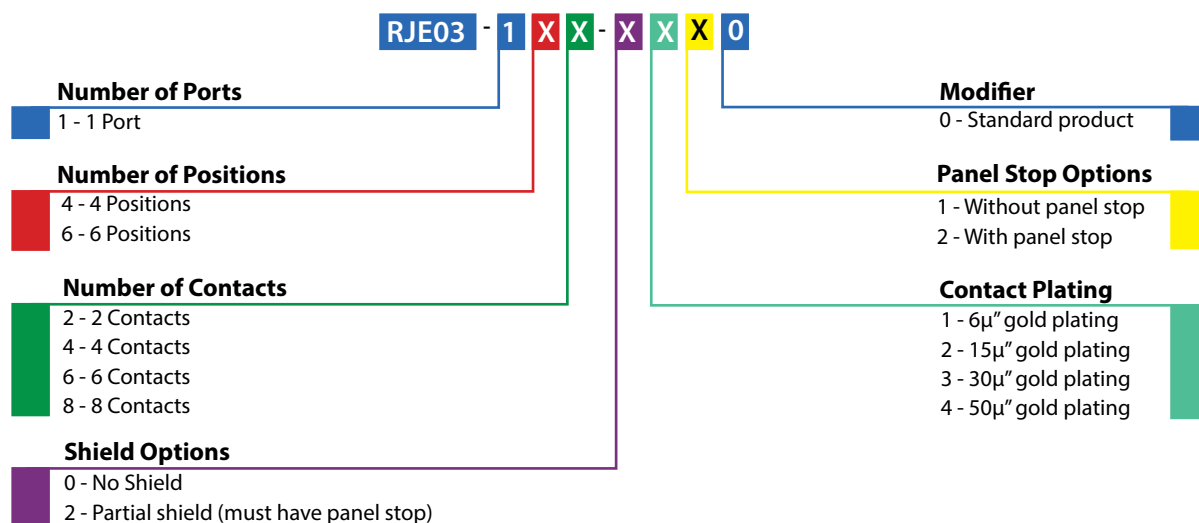 RJE03 - 1 X X - X X X 0
Number of Ports
1 - 1 Port
Number of Positions
4 - 4 Positions
6 - 6 Positions
Number of Contacts
2 - 2 Contacts
4 - 4 Contacts
6 - 6 Contacts
8 - 8 Contacts
Shield Options
0 - No Shield
2 - Partial shield (must have panel stop)
Modifier
0 - Standard product
Panel Stop Options
1 - Without panel stop
2 - With panel stop
Contact Plating
1 - 6µ” gold plating
2 - 15µ” gold plating
3 - 30µ” gold plating
4 - 50µ” gold plating